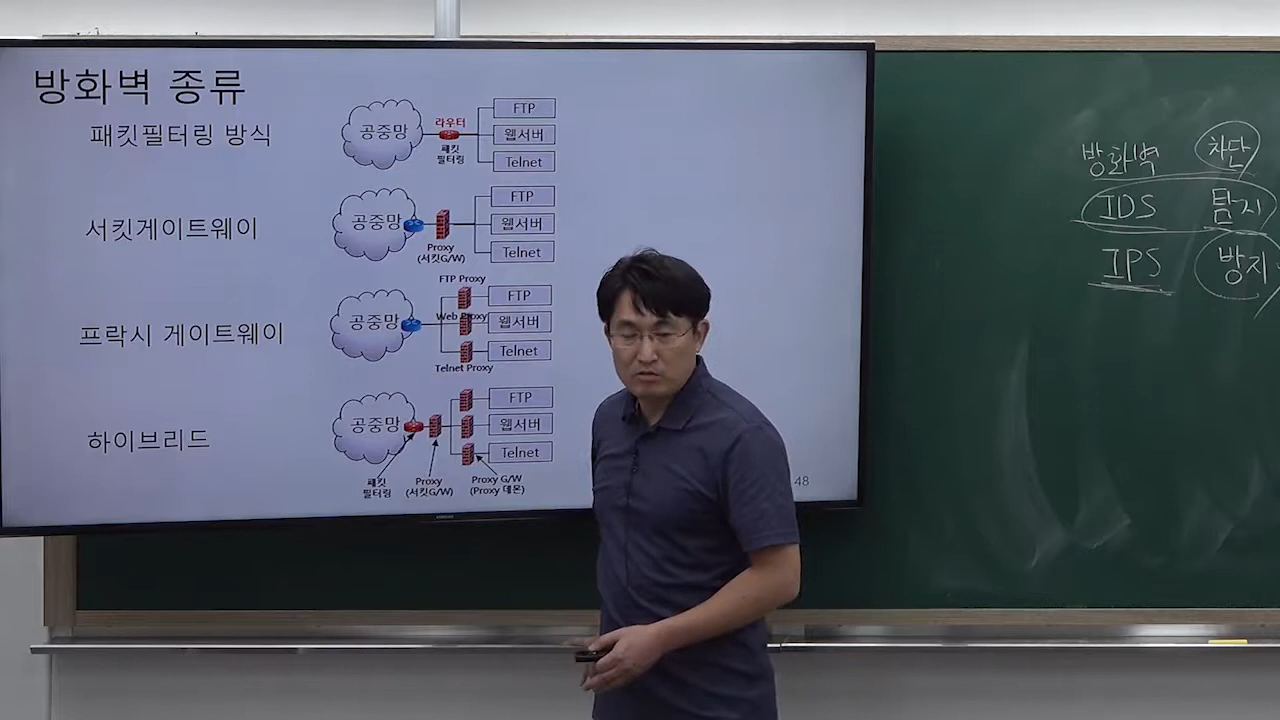 방화벽 종류
패킷필터링 방식
공중망
라우터
패킷
필터링
FTP
웹서버
Telnet
서킷게이트웨이
공중망
Proxy
(서킷G/W)
FTP
웹서버
Telnet
프락시 게이트웨이
공중망
FTP Proxy
Web Proxy
Telnet Proxy
FTP
웹서버
Telnet
하이브리드
공중망
패킷
필터링
Proxy
(서킷G/W)
Proxy G/W
(Proxy 데몬)
FTP
웹서버
Telnet
48
방화벽 차단
IDS 탐지
IPS 방지